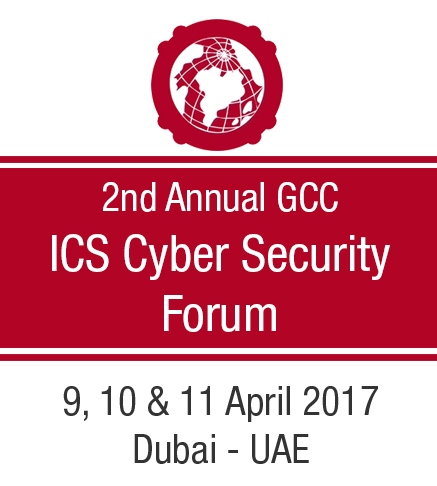 2nd Annual GCC
ICS Cyber Security
Forum
9, 10 & 11 April 2017
Dubai - UAE